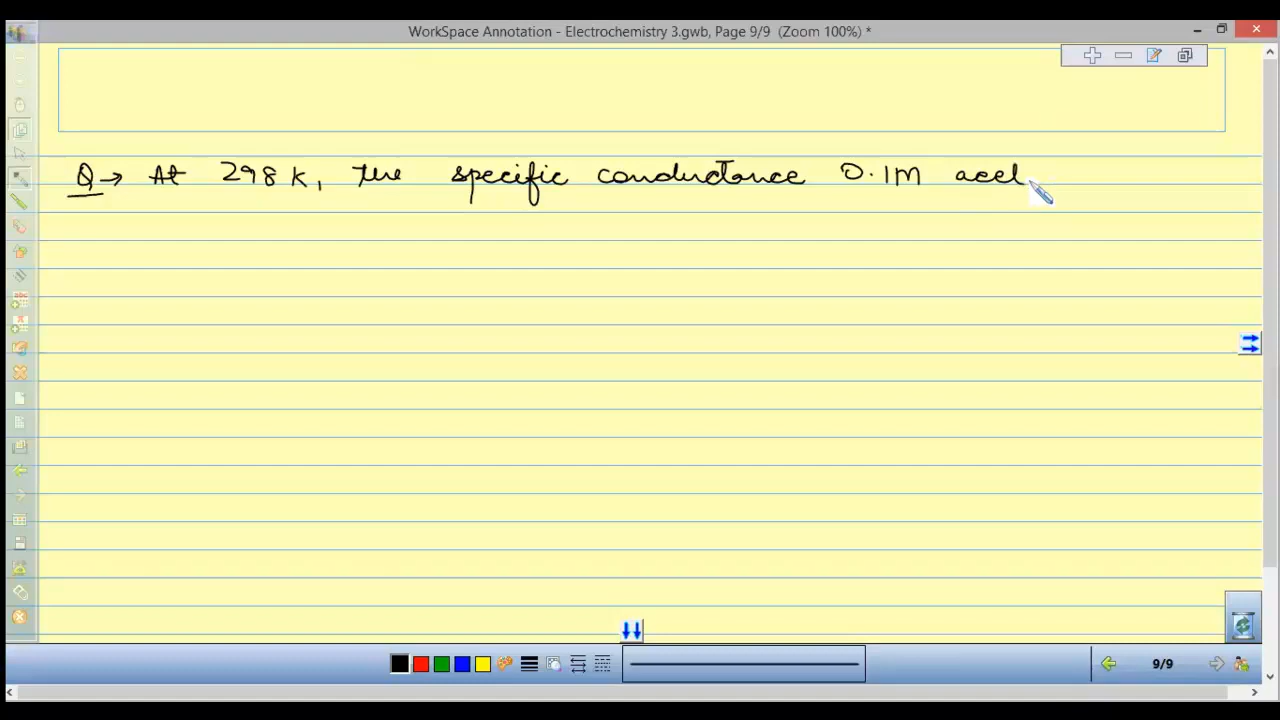 WorkSpace Annotation - Electrochemistry 3.gwb, Page 9/9 (Zoom 100%) *
Q→ At 298 K, the specific conductance 0.1M acet
9/9